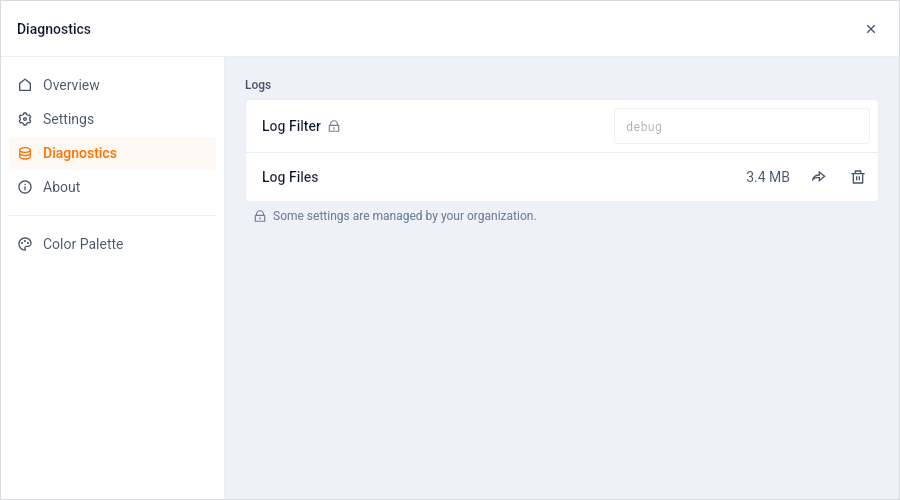 Diagnostics
Overview
Settings
Diagnostics
About
Color Palette
Logs
Log Filter
debug
Log Files
3.4 MB
Some settings are managed by your organization.